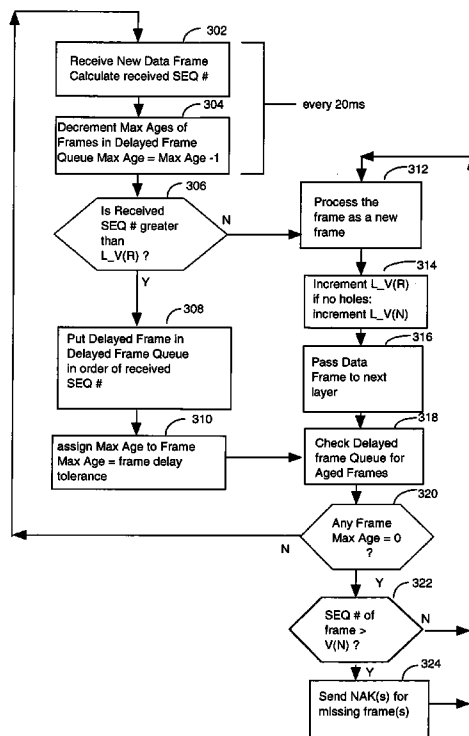 302
Receive New Data Frame
Calculate received SEQ #
304
Decrement Max Ages of
Frames in Delayed Frame
Queue Max Age = Max Age -1
every 20ms
306
Is Received
SEQ # greater
than
L_V(R) ?
N
Y
308
Put Delayed Frame in
Delayed Frame Queue
in order of received
SEQ #
310
assign Max Age to Frame
Max Age = frame delay
tolerance
312
Process the
frame as a new
frame
314
Increment L_V(R)
if no holes:
increment L_V(N)
316
Pass Data
Frame to next
layer
318
Check Delayed
frame Queue for
Aged Frames
320
Any Frame
Max Age = 0
?
N
Y
322
SEQ # of
frame >
V(N) ?
N
Y
324
Send NAK(s) for
missing frame(s)